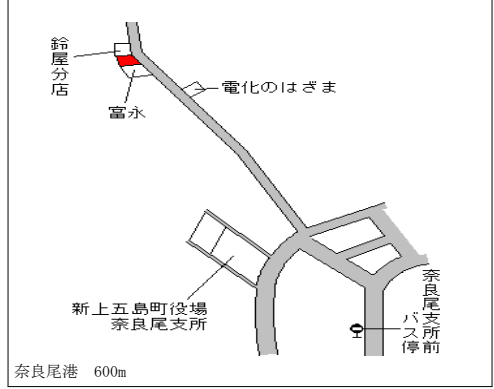 鈴屋分店
電化のはざま
富永
新上五島町役場
奈良尾支所
奈良尾支所前
バス停
奈良尾港　600m